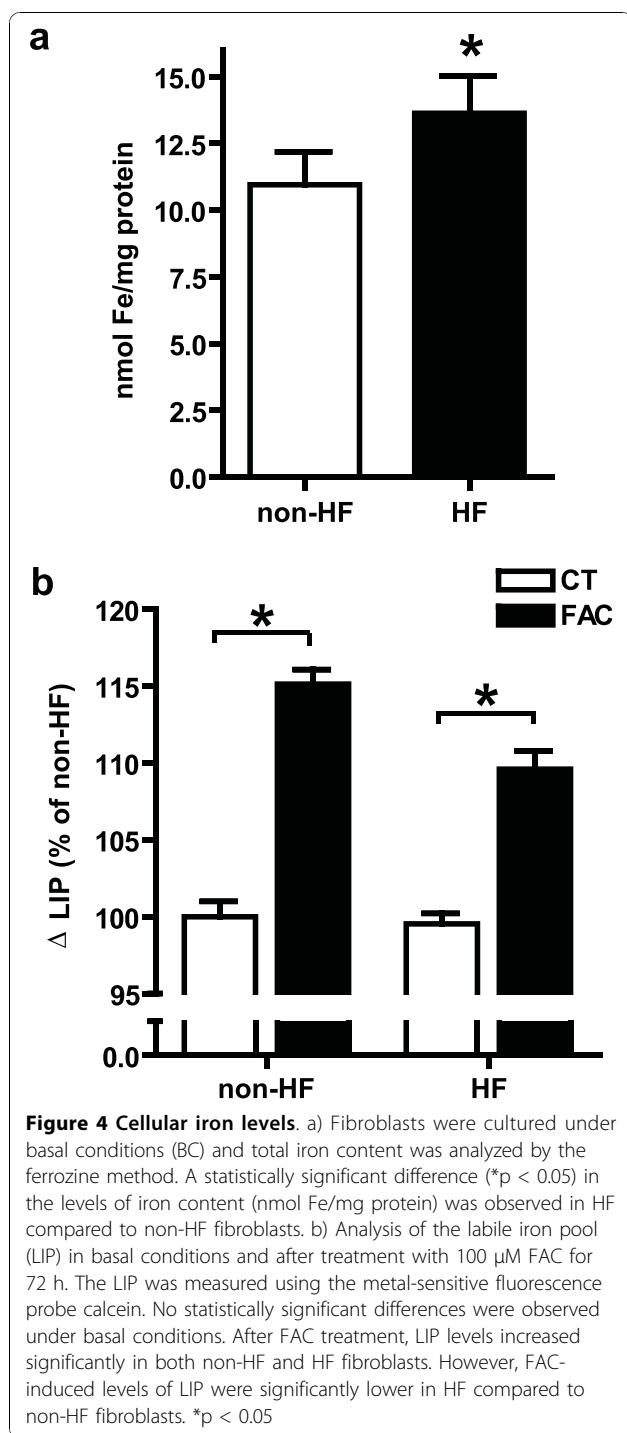 a
*
15.0
12.5
10.0
7.5
5.0
2.5
0.0
nmol Fe/mg protein
non-HF HF
b
CT
FAC
120
115
110
105
100
95
0.0
Δ LIP (% of non-HF)
* *
non-HF HF
Figure 4 Cellular iron levels. a) Fibroblasts were cultured under
basal conditions (BC) and total iron content was analyzed by the
ferrozine method. A statistically significant difference (*p < 0.05) in
the levels of iron content (nmol Fe/mg protein) was observed in HF
compared to non-HF fibroblasts. b) Analysis of the labile iron pool
(LIP) in basal conditions and after treatment with 100 μM FAC for
72 h. The LIP was measured using the metal-sensitive fluorescence
probe calcein. No statistically significant differences were observed
under basal conditions. After FAC treatment, LIP levels increased
significantly in both non-HF and HF fibroblasts. However, FAC-
induced levels of LIP were significantly lower in HF compared to
non-HF fibroblasts. *p < 0.05